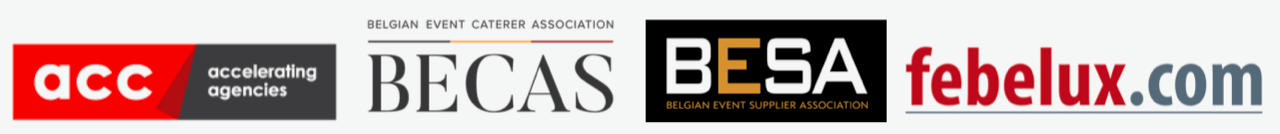 acc
accelerating
agencies
BELGIAN EVENT CATERER ASSOCIATION
BECAS
BESA
BELGIAN EVENT SUPPLIER ASSOCIATION
febelux.com